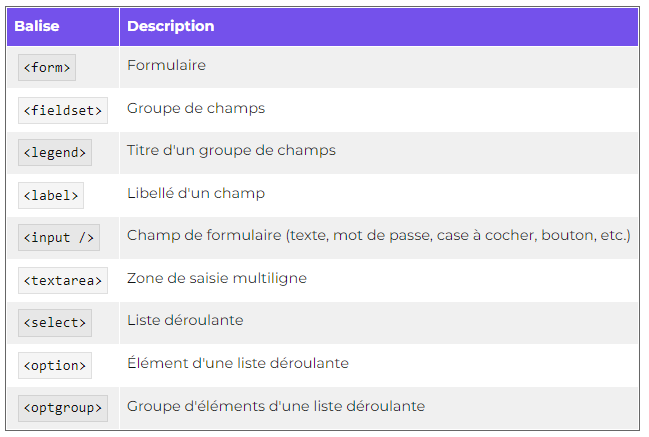 Balise Description
<form> Formulaire
<fieldset> Groupe de champs
<legend> Titre d'un groupe de champs
<label> Libellé d'un champ
<input /> Champ de formulaire (texte, mot de passe, case à cocher, bouton, etc.)
<textarea> Zone de saisie multiligne
<select> Liste déroulante
<option> Élément d'une liste déroulante
<optgroup> Groupe d'éléments d'une liste déroulante